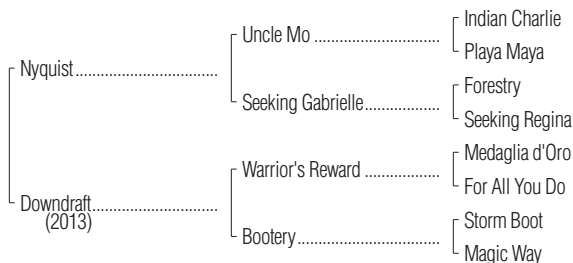 Indian Charlie
Uncle Mo
Playa Maya
Nyquist
Forestry
Seeking Gabrielle
Seeking Regina
Medaglia d'Oro
Warrior's Reward
For All You Do
Downdraft
(2013)
Storm Boot
Bootery
Magic Way